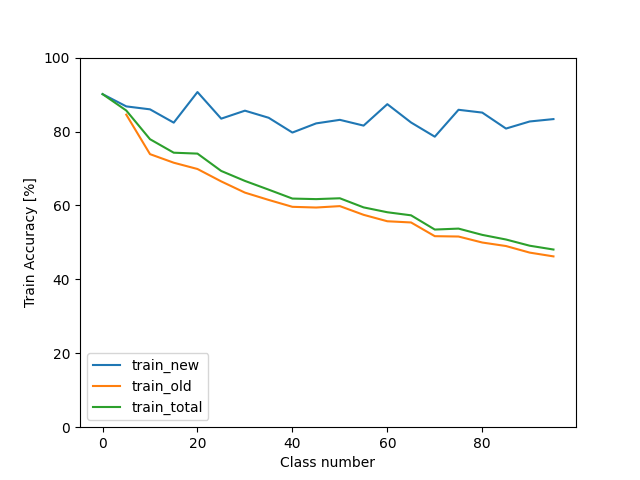 100
80
60
40
20
0
Train Accuracy [%]
train_new
train_old
train_total
0 20 40 60 80
Class number